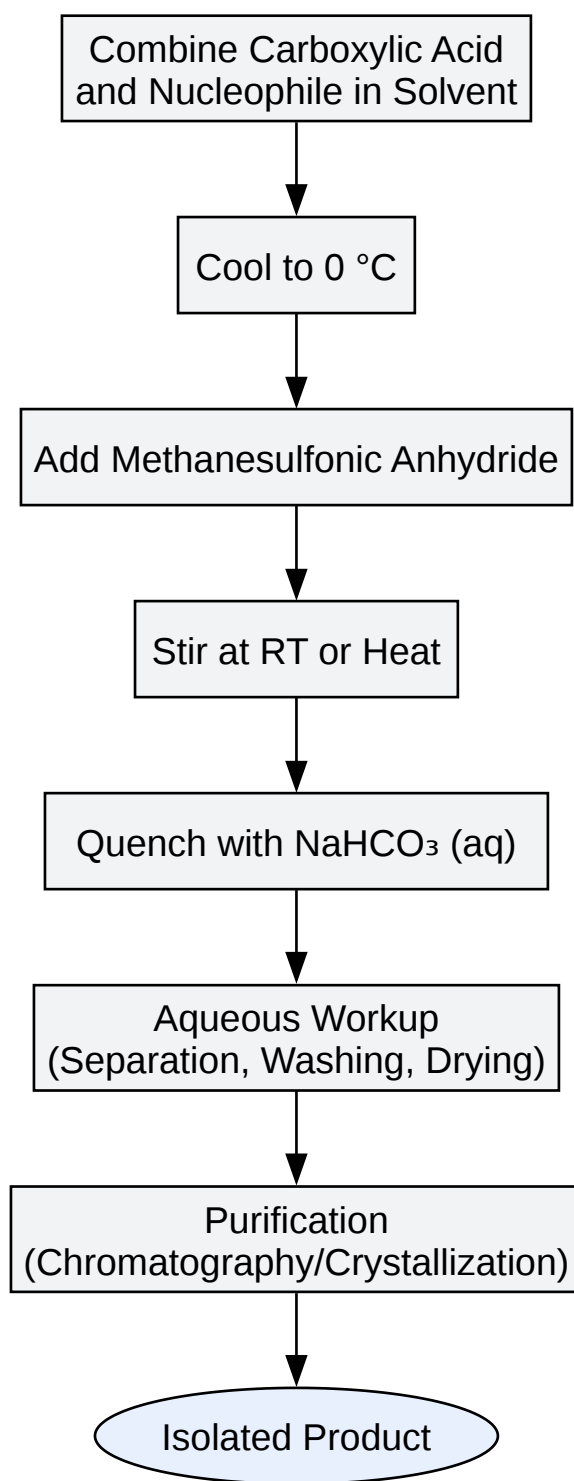 Combine Carboxylic Acid
and Nucleophile in Solvent
Cool to 0 °C
Add Methanesulfonic Anhydride
Stir at RT or Heat
Quench with NaHCO₃ (aq)
Aqueous Workup
(Separation, Washing, Drying)
Purification
(Chromatography/Crystallization)
Isolated Product